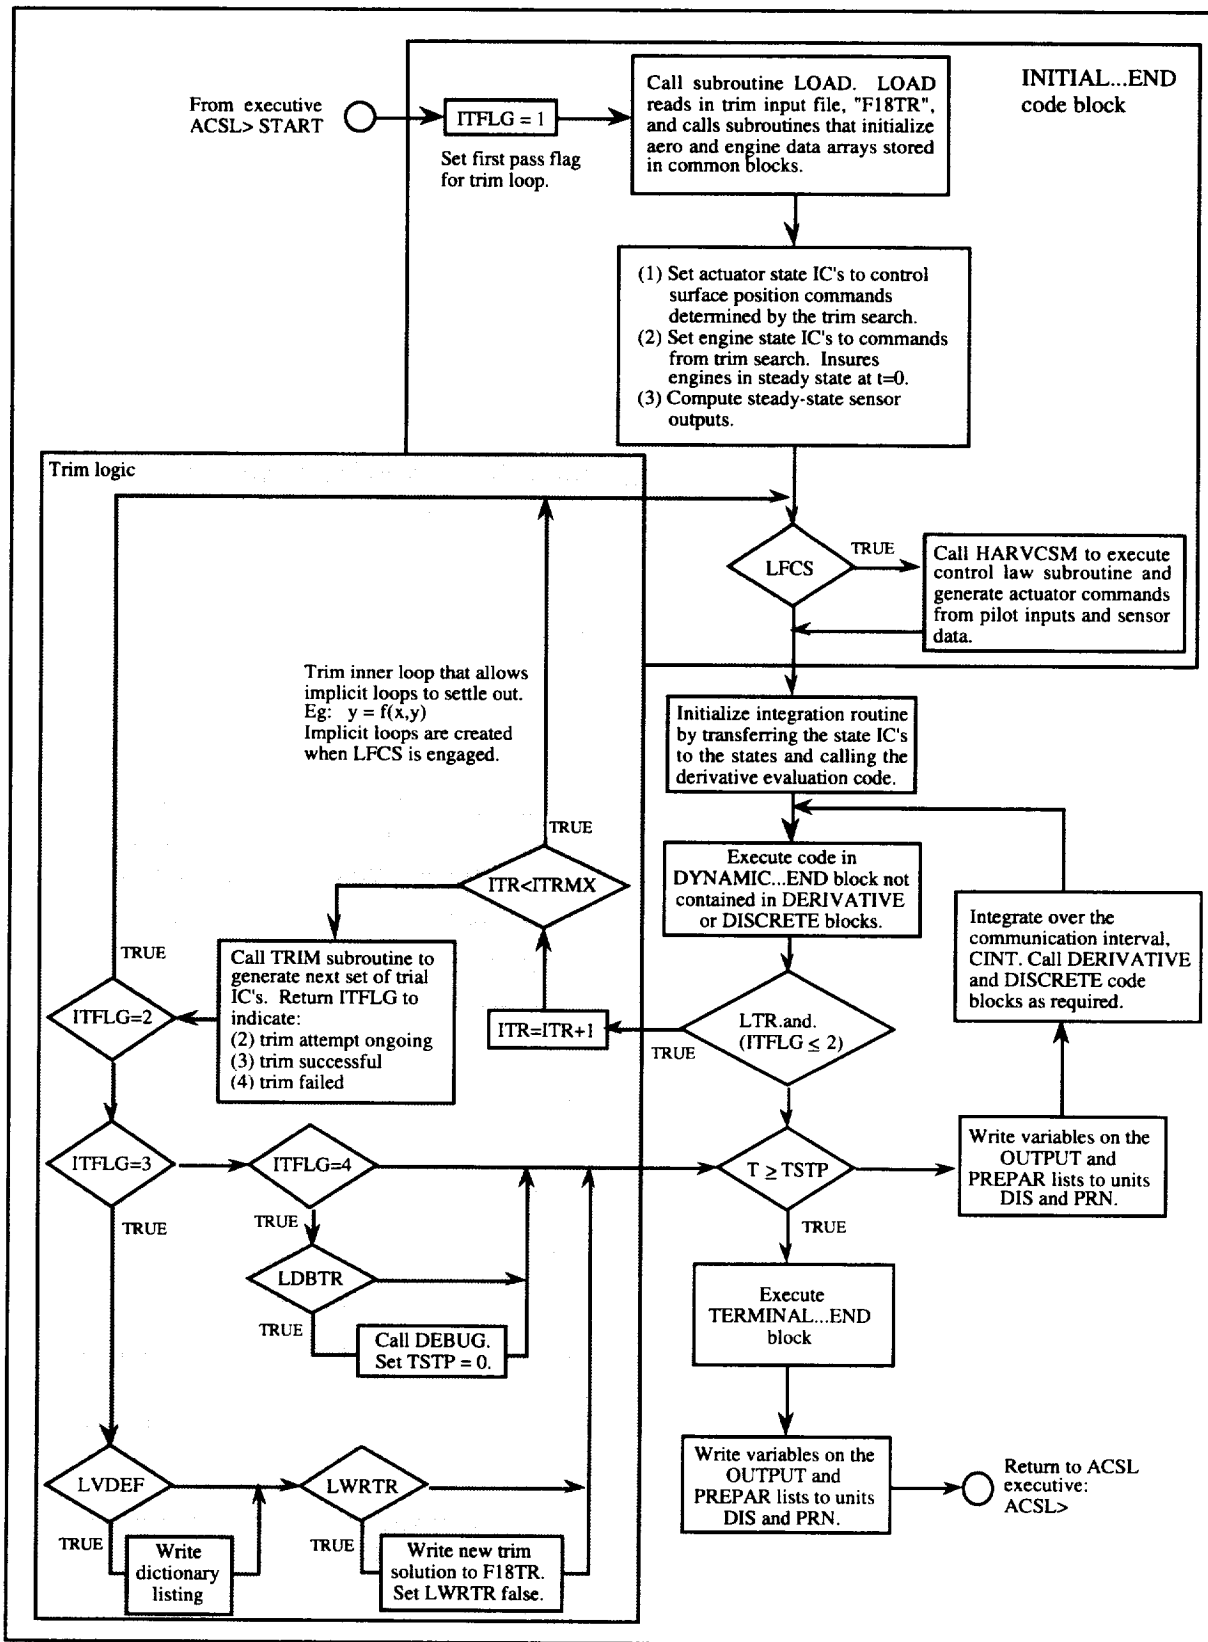 From executive
ACSL> START
ITFLG = 1
Set first pass flag
for trim loop.
Call subroutine LOAD. LOAD
reads in trim input file, "F18TR",
and calls subroutines that initialize
aero and engine data arrays stored
in common blocks.
INITIAL...END
code block
(1) Set actuator state IC's to control
surface position commands
determined by the trim search.
(2) Set engine state IC's to commands
from trim search. Insures
engines in steady state at t=0.
(3) Compute steady-state sensor
outputs.
Trim logic
LFCS
TRUE
Call HARVCSM to execute
control law subroutine and
generate actuator commands
from pilot inputs and sensor
data.
Trim inner loop that allows
implicit loops to settle out.
Eg: y = f(x,y)
Implicit loops are created
when LFCS is engaged.
Initialize integration routine
by transferring the state IC's
to the states and calling the
derivative evaluation code.
TRUE
ITR<ITRMX
Execute code in
DYNAMIC...END block not
contained in DERIVATIVE
or DISCRETE blocks.
Integrate over the
communication interval,
CINT. Call DERIVATIVE
and DISCRETE code
blocks as required.
TRUE
ITFLG=2
Call TRIM subroutine to
generate next set of trial
IC's. Return ITFLG to
indicate:
(2) trim attempt ongoing
(3) trim successful
(4) trim failed
ITR=ITR+1
TRUE
LTR.and.
(ITFLG ≤ 2)
ITFLG=3
TRUE
ITFLG=4
TRUE
T ≥ TSTP
TRUE
Write variables on the
OUTPUT and
PREPAR lists to units
DIS and PRN.
LDBTR
TRUE
Call DEBUG.
Set TSTP = 0.
Execute
TERMINAL...END
block
LVDEF
TRUE
Write
dictionary
listing
LWRTR
TRUE
Write new trim
solution to F18TR.
Set LWRTR false.
Write variables on the
OUTPUT and
PREPAR lists to units
DIS and PRN.
Return to ACSL
executive:
ACSL>